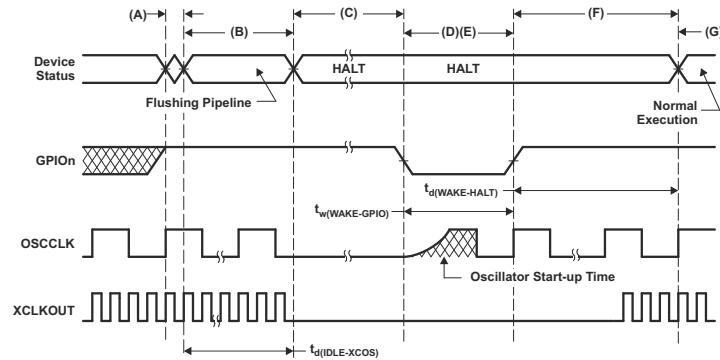 (A)
(B)
(C)
(D)(E)
(F)
(G)
Device
Status
HALT
HALT
Flushing Pipeline
Normal
Execution
GPIOn
td(WAKE-HALT)
tw(WAKE-GPIO)
OSCCLK
Oscillator Start-up Time
XCLKOUT
td(IDLE-XCOS)